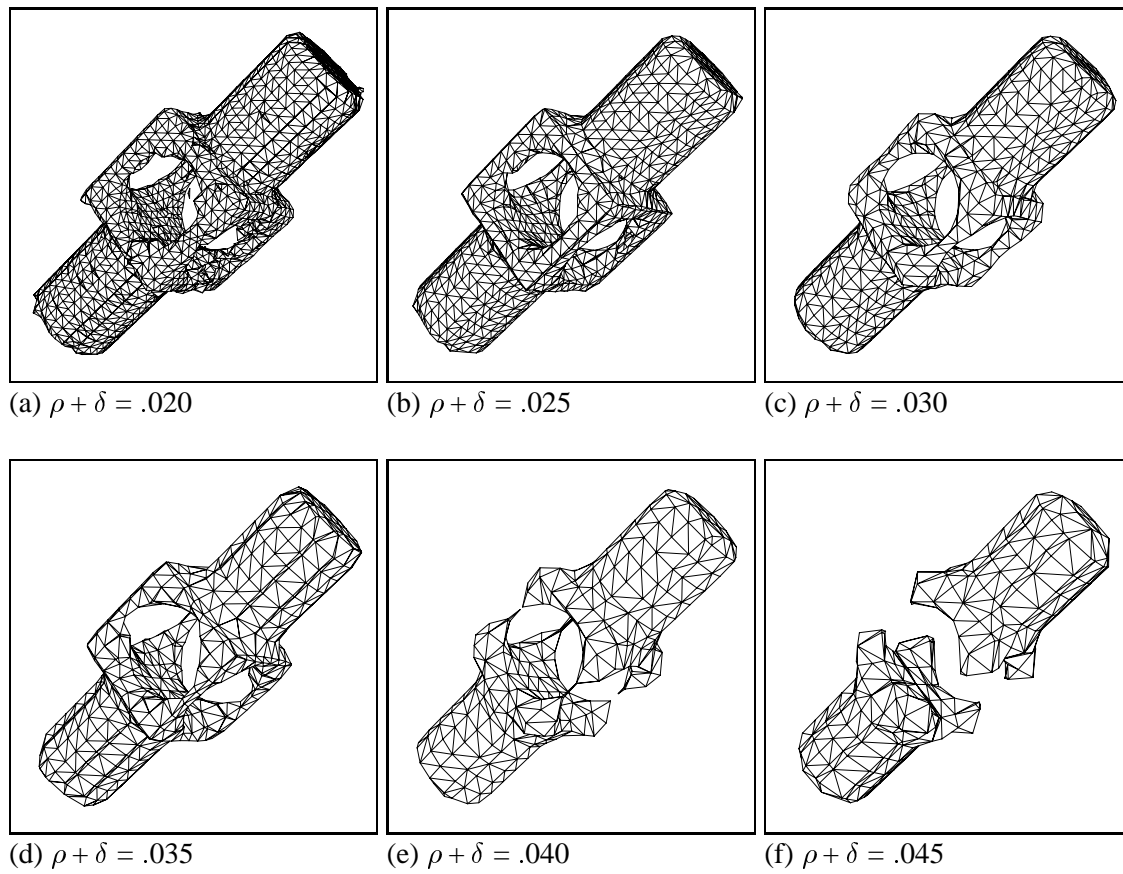 (a) ρ + δ = .020
(b) ρ + δ = .025
(c) ρ + δ = .030
(d) ρ + δ = .035
(e) ρ + δ = .040
(f) ρ + δ = .045